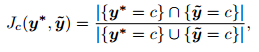 J_c(y*, ỹ) = |{y* = c} ∩ {ỹ = c}| / |{y* = c} ∪ {ỹ = c}|,